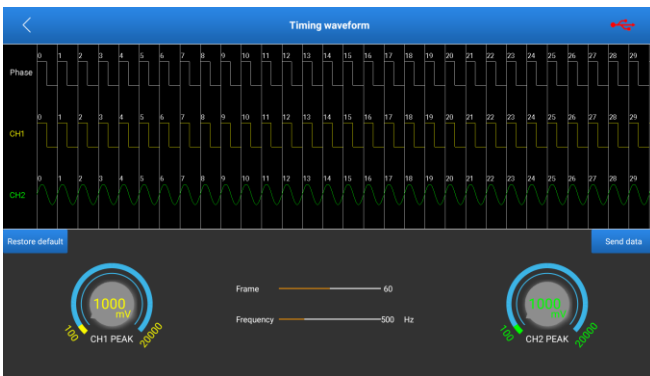 Timing waveform
0 1 2 3 4 5 6 7 8 9 10 11 12 13 14 15 16 17 18 19 20 21 22 23 24 25 26 27 28 29
Phase
0 1 2 3 4 5 6 7 8 9 10 11 12 13 14 15 16 17 18 19 20 21 22 23 24 25 26 27 28 29
CH1
0 1 2 3 4 5 6 7 8 9 10 11 12 13 14 15 16 17 18 19 20 21 22 23 24 25 26 27 28 29
CH2
Restore default
Send data
1000
mV
100
CH1 PEAK
20000
Frame 60
Frequency 500 Hz
1000
mV
100
CH2 PEAK
20000